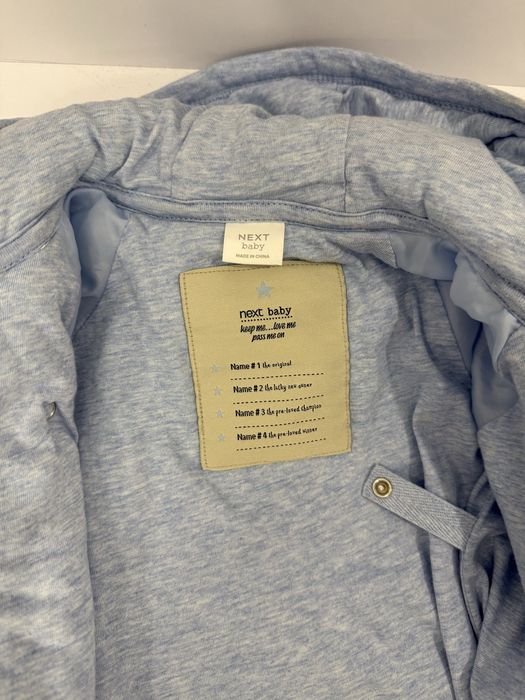 NEXT
baby
MADE IN CHINA
next baby
keep me...love me
pass me on
Name # 1 the original
Name # 2 the lucky new owner
Name # 3 the pre-loved champion
Name # 4 the pre-loved winner